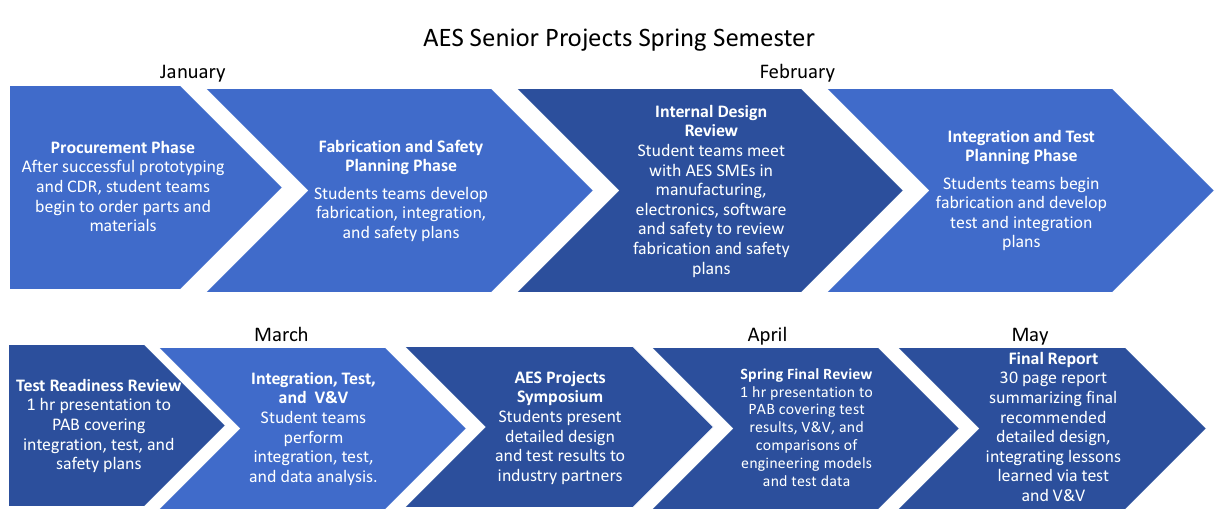 AES Senior Projects Spring Semester
January
February
Procurement Phase
After successful prototyping
and CDR, student teams
begin to order parts and
materials
Fabrication and Safety
Planning Phase
Students teams develop
fabrication, integration,
and safety plans
Internal Design
Review
Student teams meet
with AES SMEs in
manufacturing,
electronics, software
and safety to review
fabrication and safety
plans
Integration and Test
Planning Phase
Students teams begin
fabrication and develop
test and integration
plans
March
April
May
Test Readiness Review
1 hr presentation to
PAB covering
integration, test, and
safety plans
Integration, Test,
and V&V
Student teams
perform
integration, test,
and data analysis.
AES Projects
Symposium
Students present
detailed design
and test results to
industry partners
Spring Final Review
1 hr presentation to
PAB covering test
results, V&V, and
comparisons of
engineering models
and test data
Final Report
30 page report
summarizing final
recommended
detailed design,
integrating lessons
learned via test
and V&V